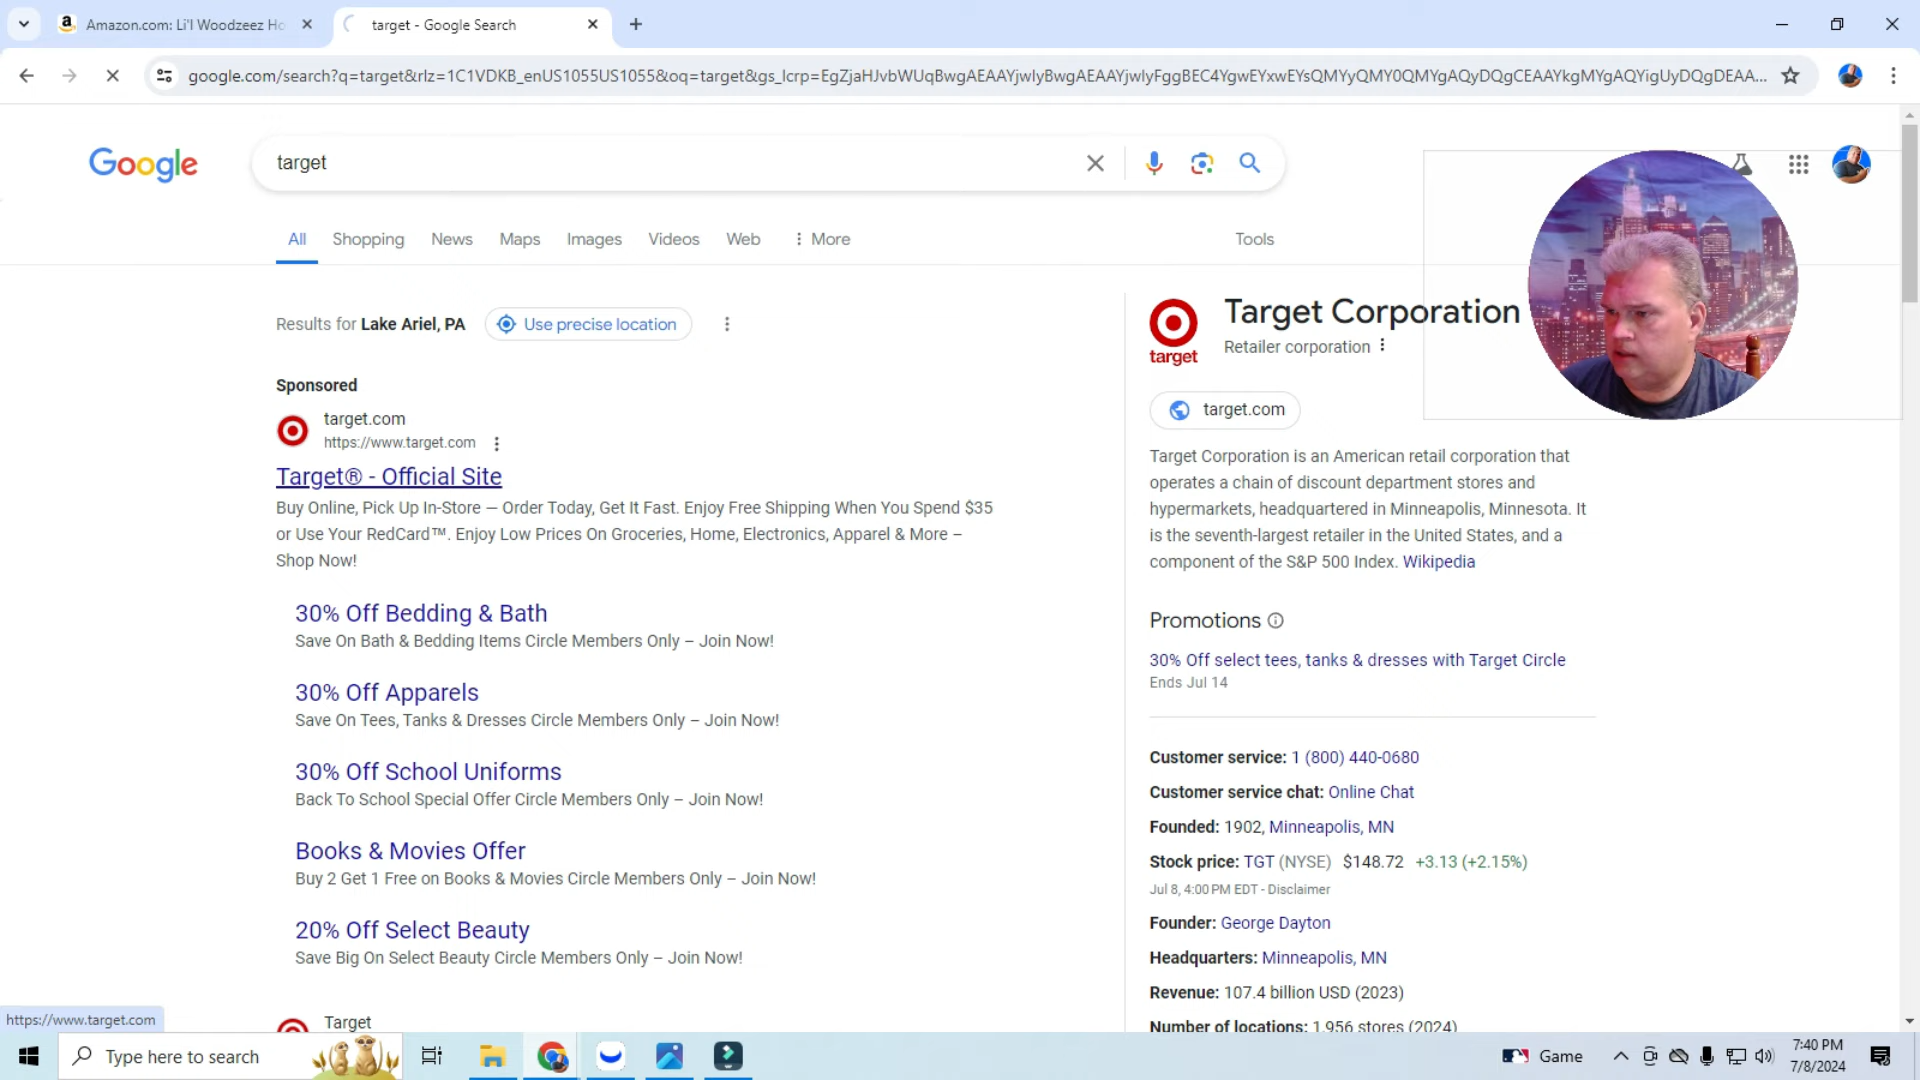 Amazon.com: Li'l Woodzeez Ho
target - Google Search
google.com/search?q=target&rlz=1C1VDKB_enUS1055US1055&oq=target&gs_lcrp=EgZjaHJvbWUqBwgAEAAYjwIyBwgAEAAYjwIyFggBEC4YgwEYxwEYsQMYyQMY0QMYgAQyDQgCEAAYkgMYgAQYigUyDQgDEAA...
Google
target
All
Shopping
News
Maps
Images
Videos
Web
More
Tools
Results for Lake Ariel, PA
Use precise location
Sponsored
target.com
https://www.target.com
Target® - Official Site
Buy Online, Pick Up In-Store — Order Today, Get It Fast. Enjoy Free Shipping When You Spend $35
or Use Your RedCard™. Enjoy Low Prices On Groceries, Home, Electronics, Apparel & More –
Shop Now!
30% Off Bedding & Bath
Save On Bath & Bedding Items Circle Members Only – Join Now!
30% Off Apparels
Save On Tees, Tanks & Dresses Circle Members Only – Join Now!
30% Off School Uniforms
Back To School Special Offer Circle Members Only – Join Now!
Books & Movies Offer
Buy 2 Get 1 Free on Books & Movies Circle Members Only – Join Now!
20% Off Select Beauty
Save Big On Select Beauty Circle Members Only – Join Now!
Target
target
Target Corporation
Retailer corporation
target.com
Target Corporation is an American retail corporation that
operates a chain of discount department stores and
hypermarkets, headquartered in Minneapolis, Minnesota. It
is the seventh-largest retailer in the United States, and a
component of the S&P 500 Index. Wikipedia
Promotions
30% Off select tees, tanks & dresses with Target Circle
Ends Jul 14
Customer service: 1 (800) 440-0680
Customer service chat: Online Chat
Founded: 1902, Minneapolis, MN
Stock price: TGT (NYSE) $148.72 +3.13 (+2.15%)
Jul 8, 4:00 PM EDT - Disclaimer
Founder: George Dayton
Headquarters: Minneapolis, MN
Revenue: 107.4 billion USD (2023)
Number of locations: 1,956 stores (2024)
https://www.target.com
Type here to search
Game
7:40 PM
7/8/2024